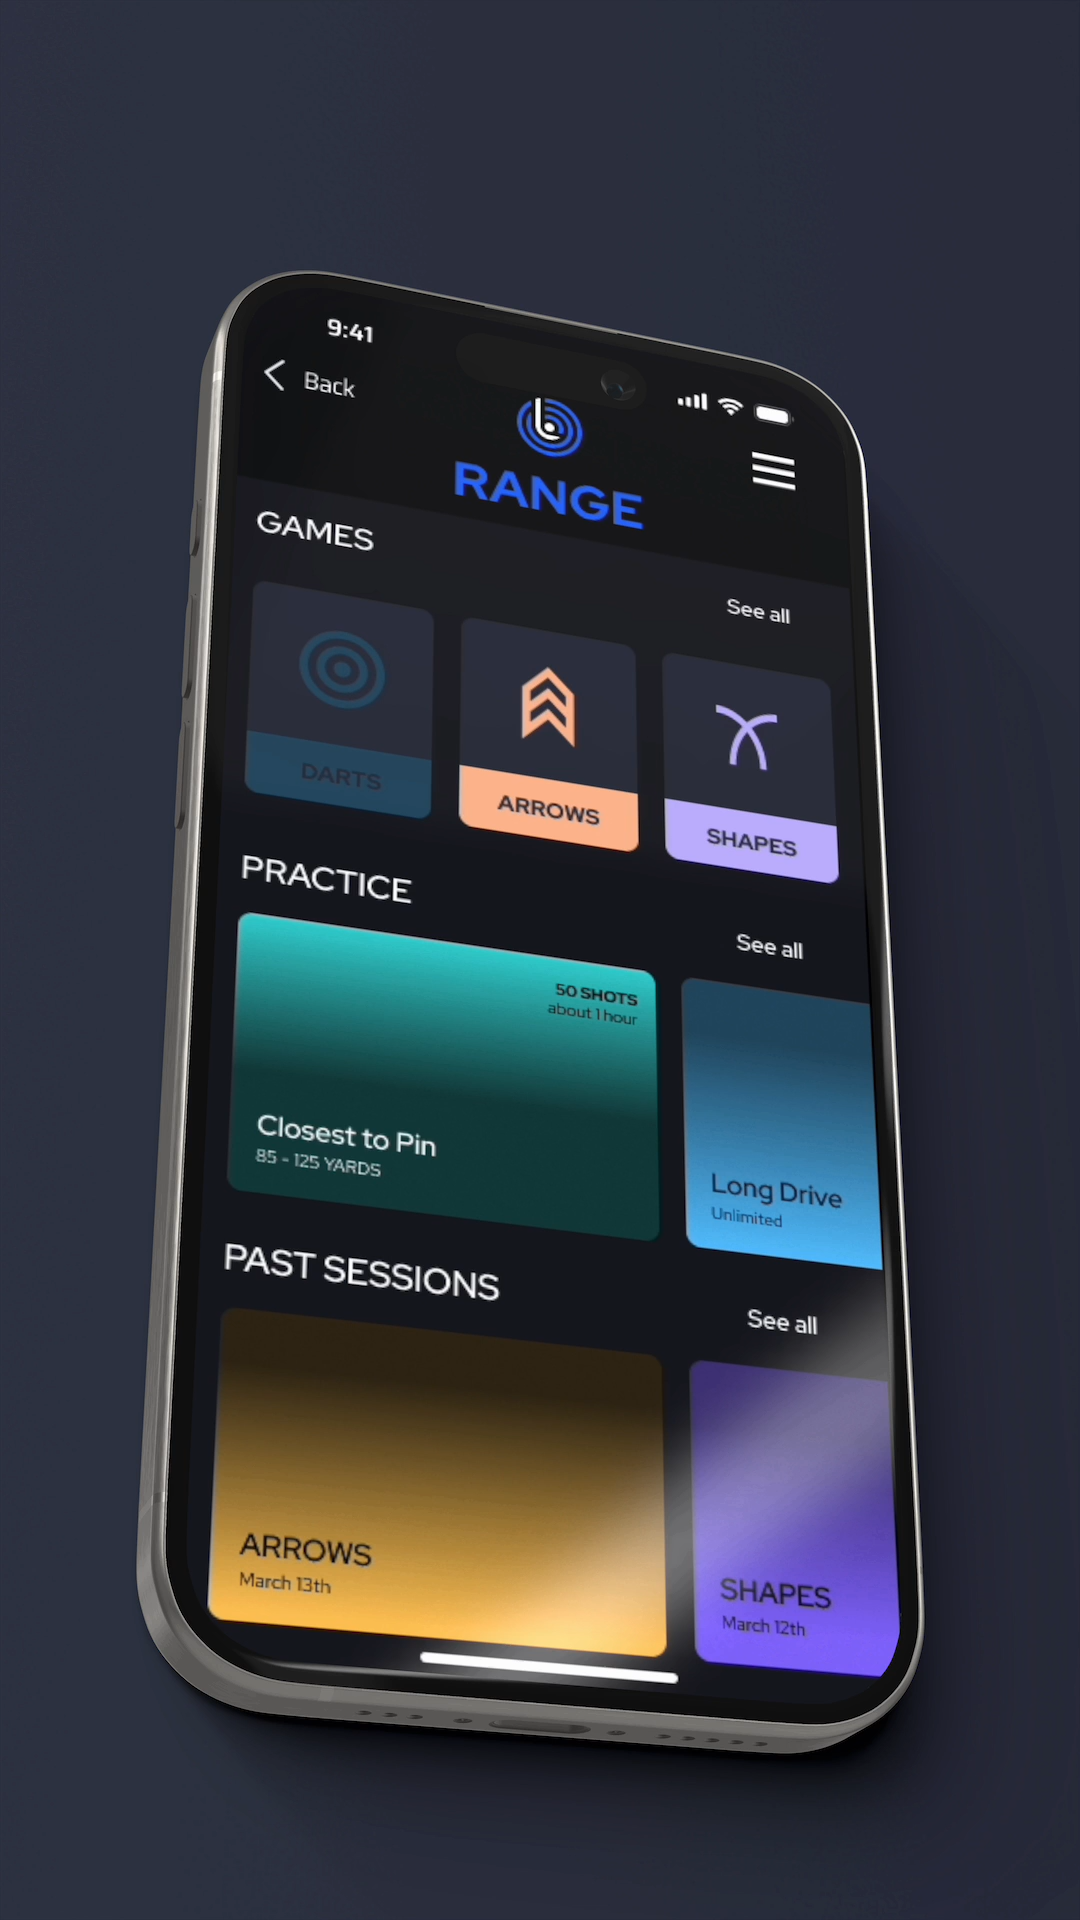 9:41
Back
RANGE
GAMES
See all
DARTS
ARROWS
SHAPES
PRACTICE
See all
50 SHOTS
about 1 hour
Closest to Pin
85 - 125 YARDS
Long Drive
Unlimited
PAST SESSIONS
See all
ARROWS
March 13th
SHAPES
March 12th